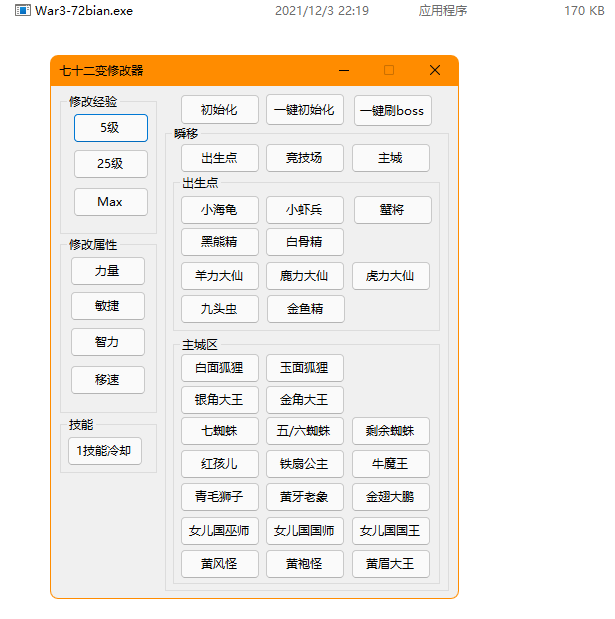 War3-72bian.exe 2021/12/3 22:19 应用程序 170 KB
七十二变修改器
修改经验
5级
25级
Max
修改属性
力量
敏捷
智力
移速
技能
1技能冷却
初始化 一键初始化 一键刷boss
瞬移
出生点 竞技场 主城
出生点
小海龟 小虾兵 蟹将
黑熊精 白骨精
羊力大仙 鹿力大仙 虎力大仙
九头虫 金鱼精
主城区
白面狐狸 玉面狐狸
银角大王 金角大王
七蜘蛛 五/六蜘蛛 剩余蜘蛛
红孩儿 铁扇公主 牛魔王
青毛狮子 黄牙老象 金翅大鹏
女儿国巫师 女儿国国师 女儿国国王
黄风怪 黄袍怪 黄眉大王